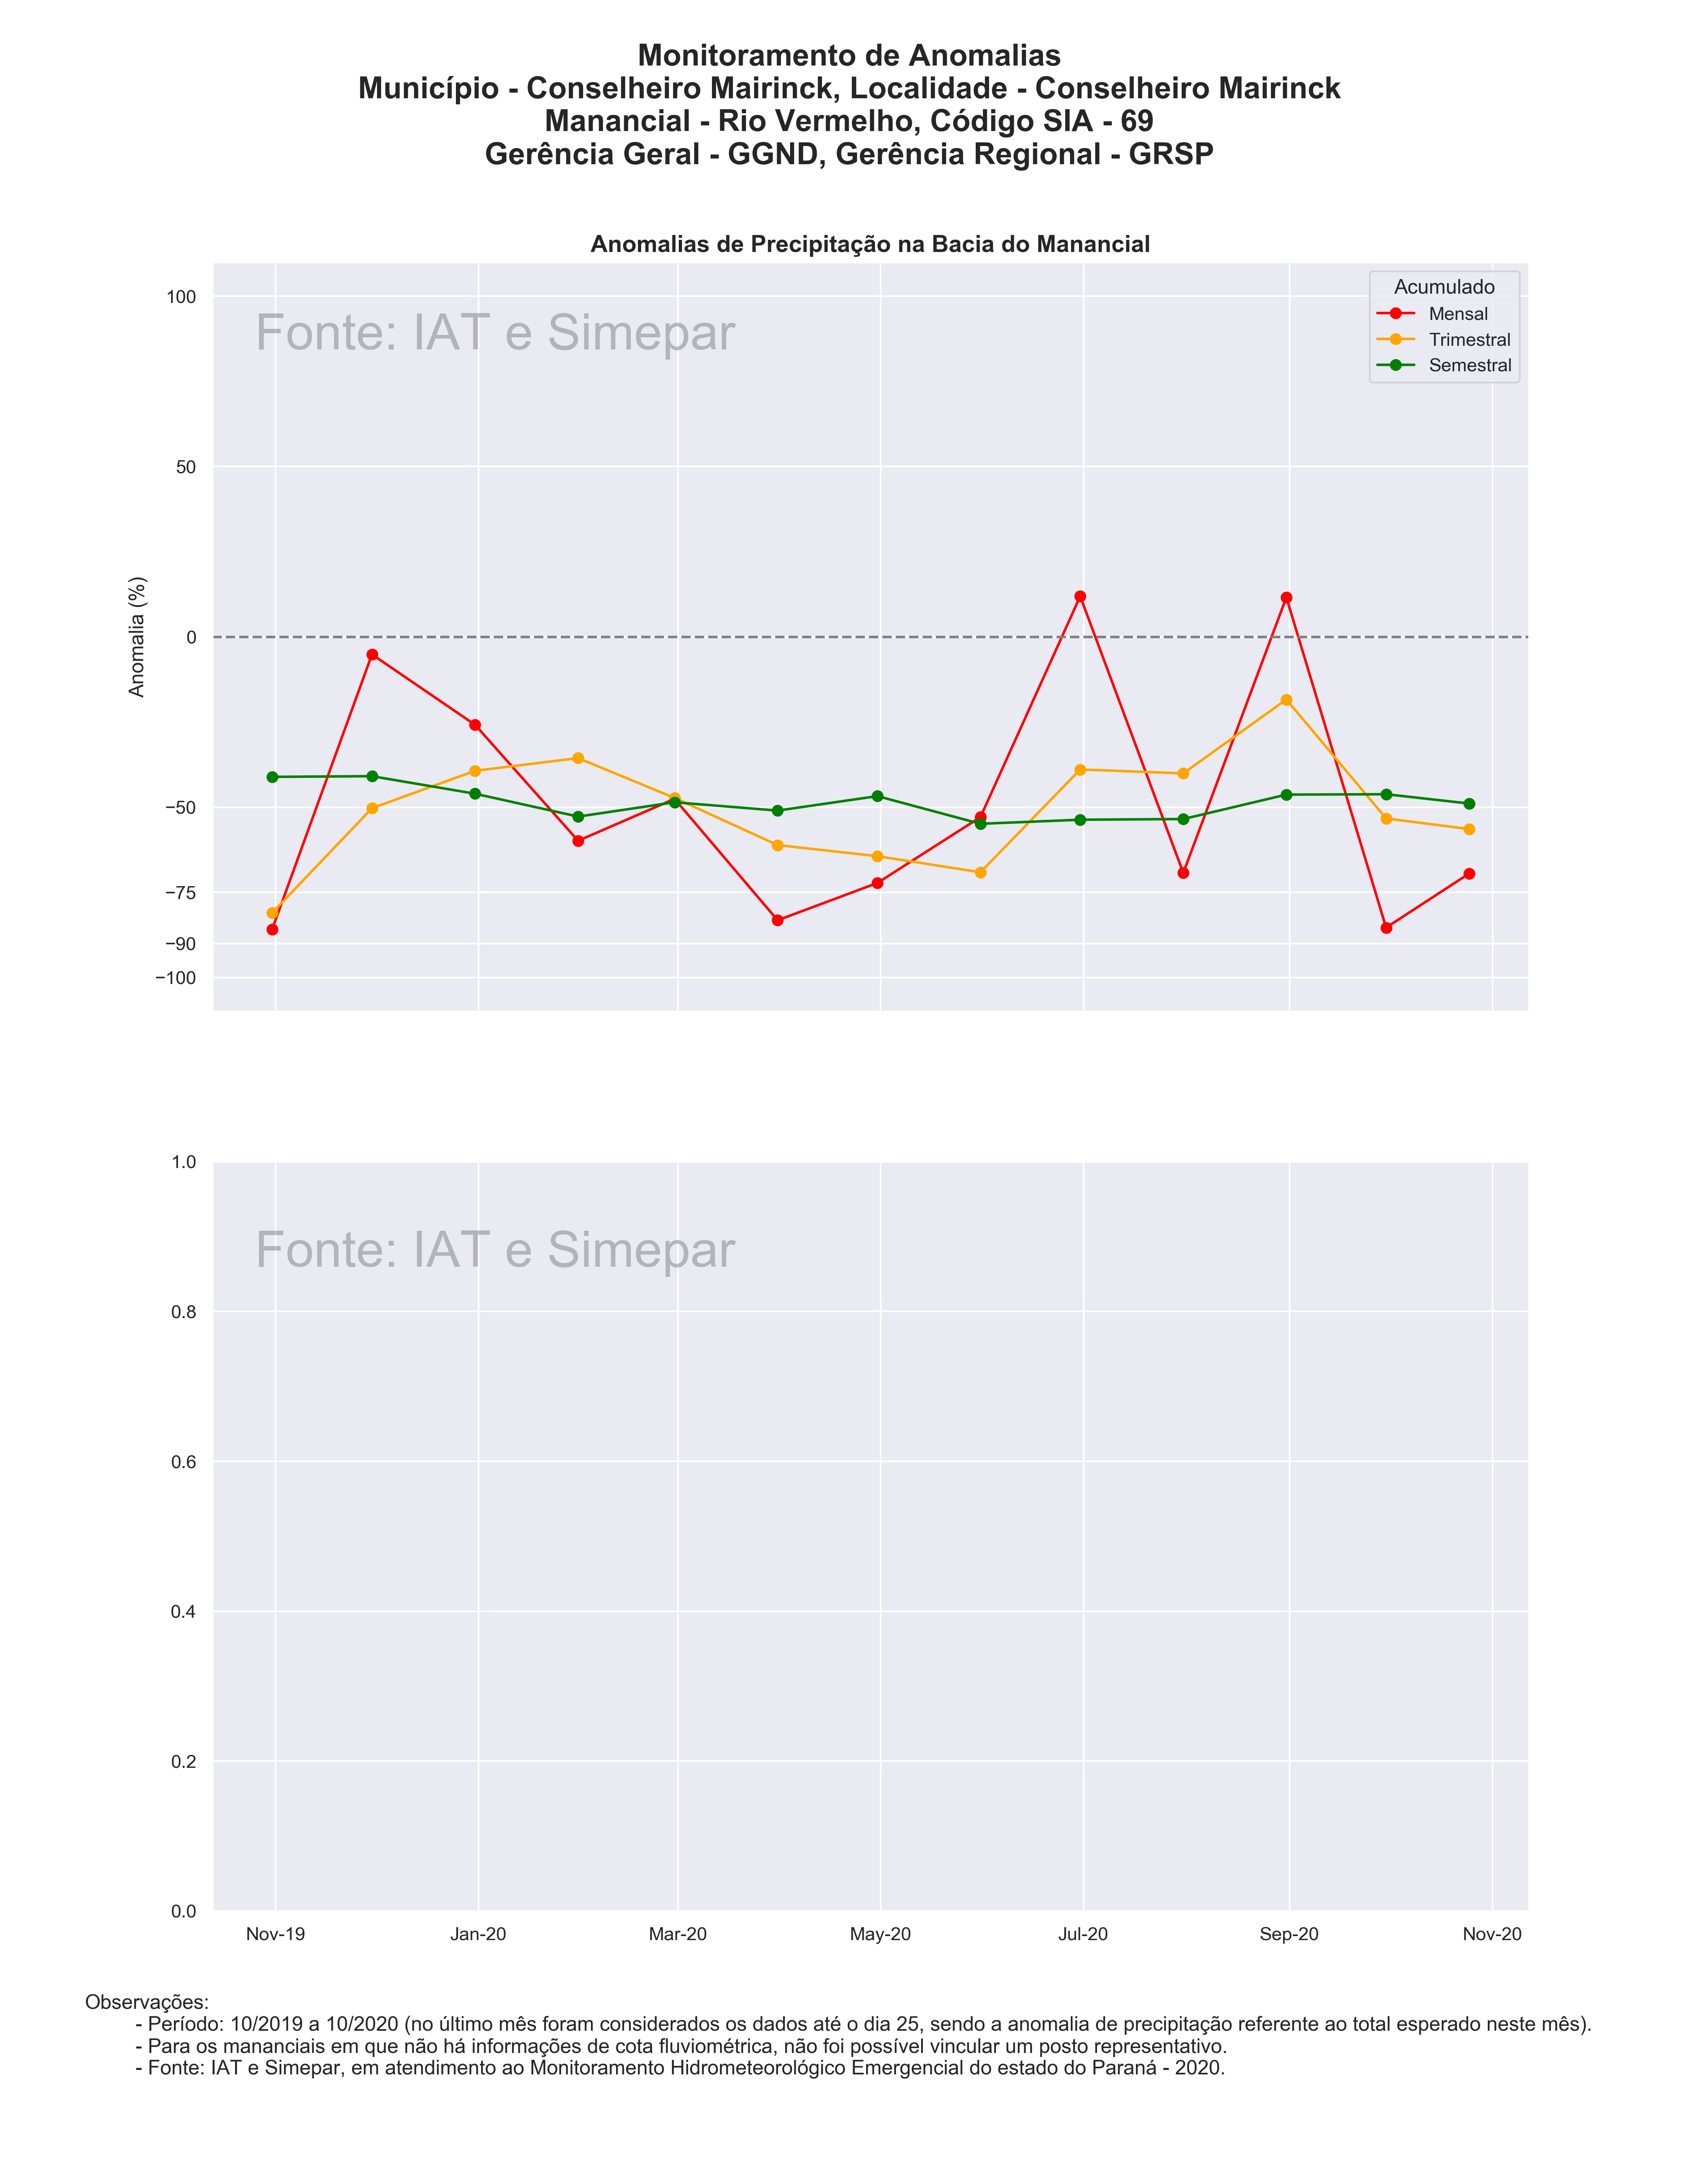 Monitoramento de Anomalias
Município - Conselheiro Mairinck, Localidade - Conselheiro Mairinck
Manancial - Rio Vermelho, Código SIA - 69
Gerência Geral - GGND, Gerência Regional - GRSP
Anomalias de Precipitação na Bacia do Manancial
Fonte: IAT e Simepar
Acumulado
Mensal
Trimestral
Semestral
Anomalia (%)
100
50
0
−50
−75
−90
−100
Fonte: IAT e Simepar
1.0
0.8
0.6
0.4
0.2
0.0
Nov-19 Jan-20 Mar-20 May-20 Jul-20 Sep-20 Nov-20
Observações:
- Período: 10/2019 a 10/2020 (no último mês foram considerados os dados até o dia 25, sendo a anomalia de precipitação referente ao total esperado neste mês).
- Para os mananciais em que não há informações de cota fluviométrica, não foi possível vincular um posto representativo.
- Fonte: IAT e Simepar, em atendimento ao Monitoramento Hidrometeorológico Emergencial do estado do Paraná - 2020.